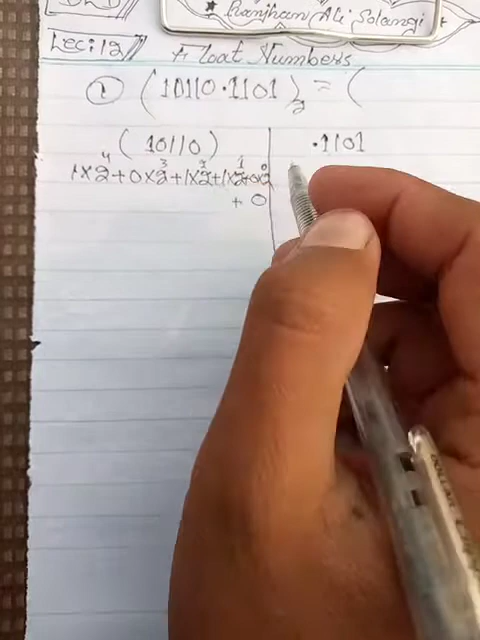 Ranjhan Ali Solangi
Lec:12 Float Numbers
1 (10110.1101)₂ = (
(10110) .1101
1×2⁴+0×2³+1×2²+1×2¹+0×2⁰
+ 0